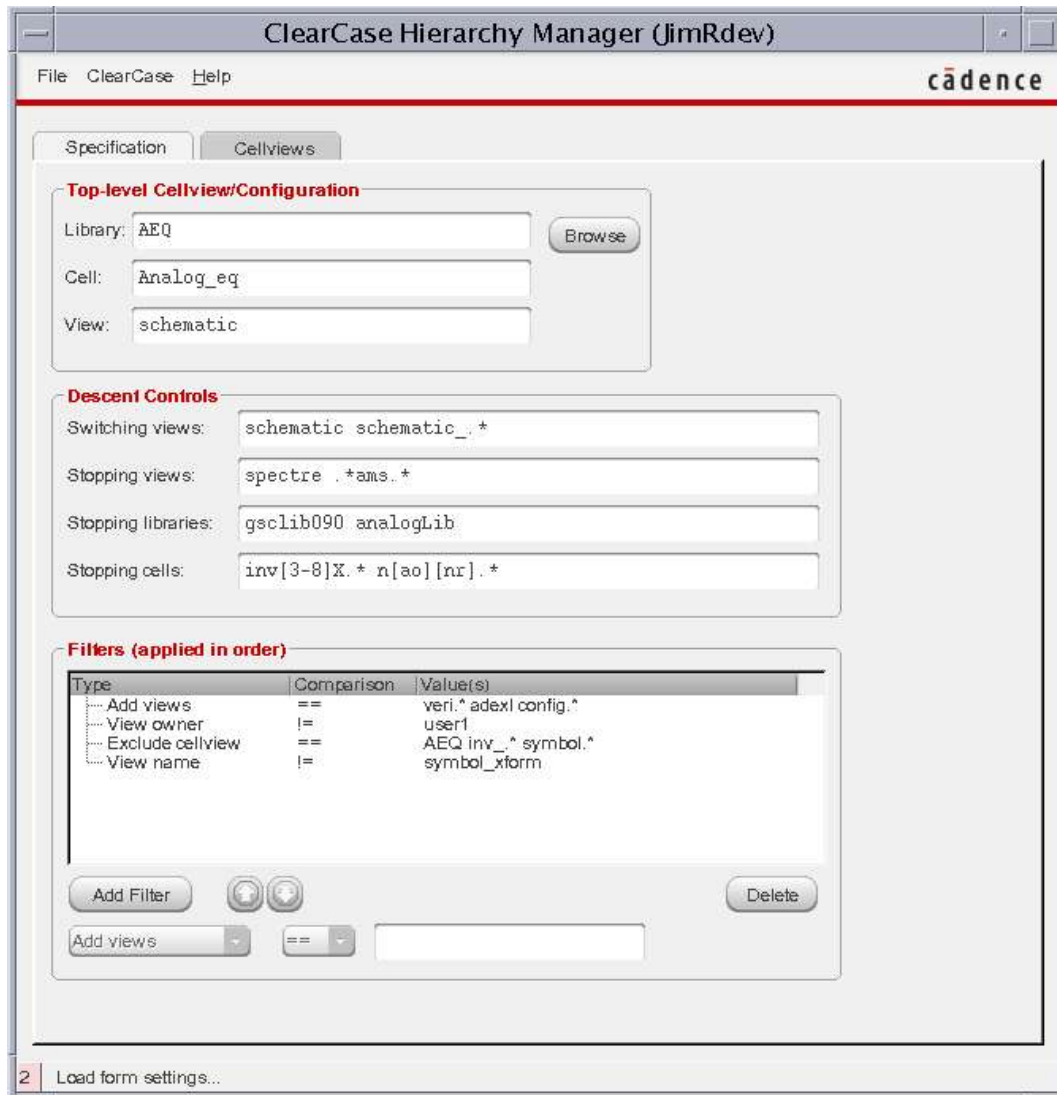 ClearCase Hierarchy Manager (JimRdev)
File ClearCase Help
cādence
Specification Cellviews
Top-level Cellview/Configuration
Library: AEQ Browse
Cell: Analog_eq
View: schematic
Descent Controls
Switching views: schematic schematic_.*
Stopping views: spectre .*ams.*
Stopping libraries: gsclib090 analogLib
Stopping cells: inv[3-8]X.* n[ao][nr].*
Filters (applied in order)
Type Comparison Value(s)
Add views == veri.* adexl config.*
View owner != user1
Exclude cellview == AEQ inv_.* symbol.*
View name != symbol_xform
Add Filter Delete
Add views ==
2 Load form settings...